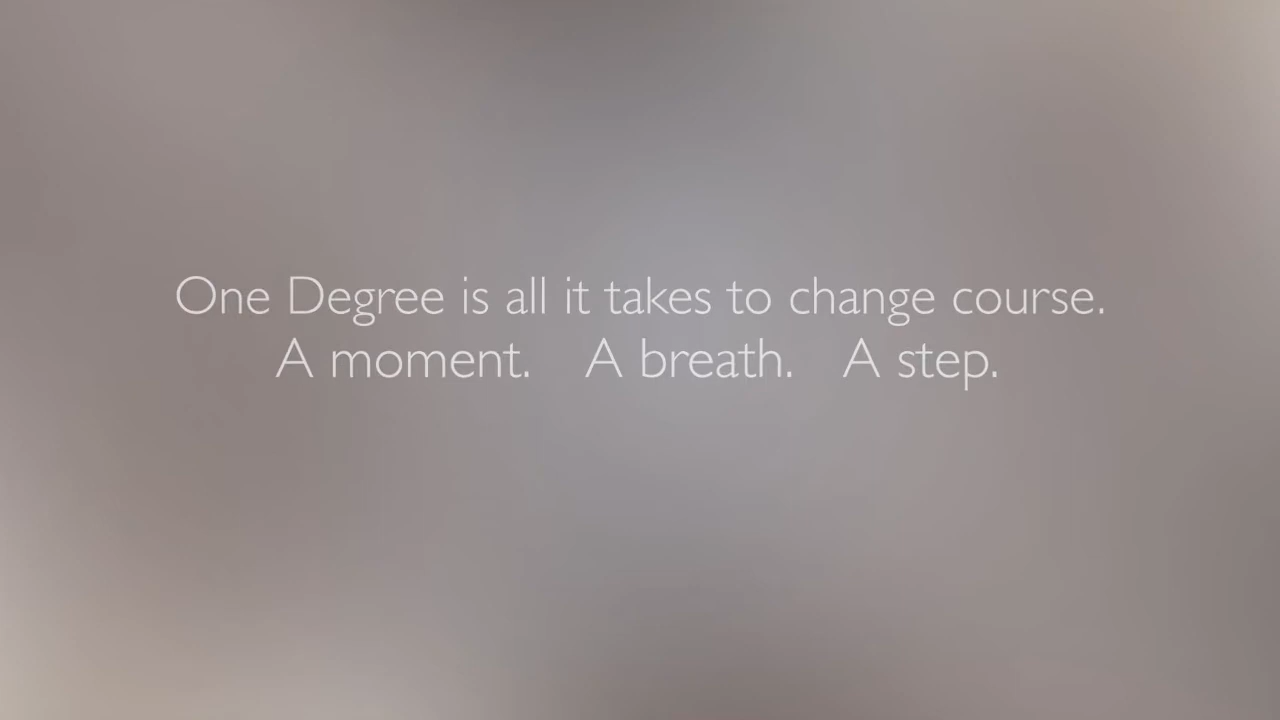 One Degree is all it takes to change course.
A moment. A breath. A step.